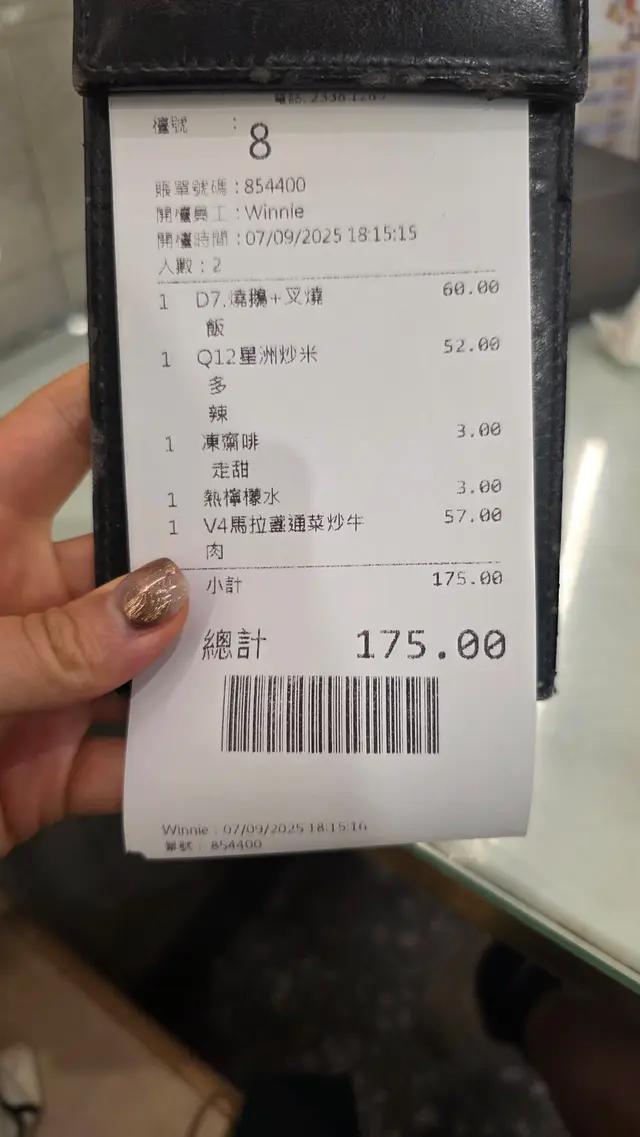 電話: 2338 1283
檯號 : 8
賬單號碼 : 854400
開檯員工 : Winnie
開檯時間 : 07/09/2025 18:15:15
人數 : 2
1 D7.燒鵝+叉燒 60.00
飯
1 Q12星洲炒米 52.00
多
辣
1 凍齋啡 3.00
走甜
1 熱檸檬水 3.00
1 V4馬拉盞通菜炒牛 57.00
肉
小計 175.00
總計 175.00
Winnie : 07/09/2025 18:15:16
單號 : 854400